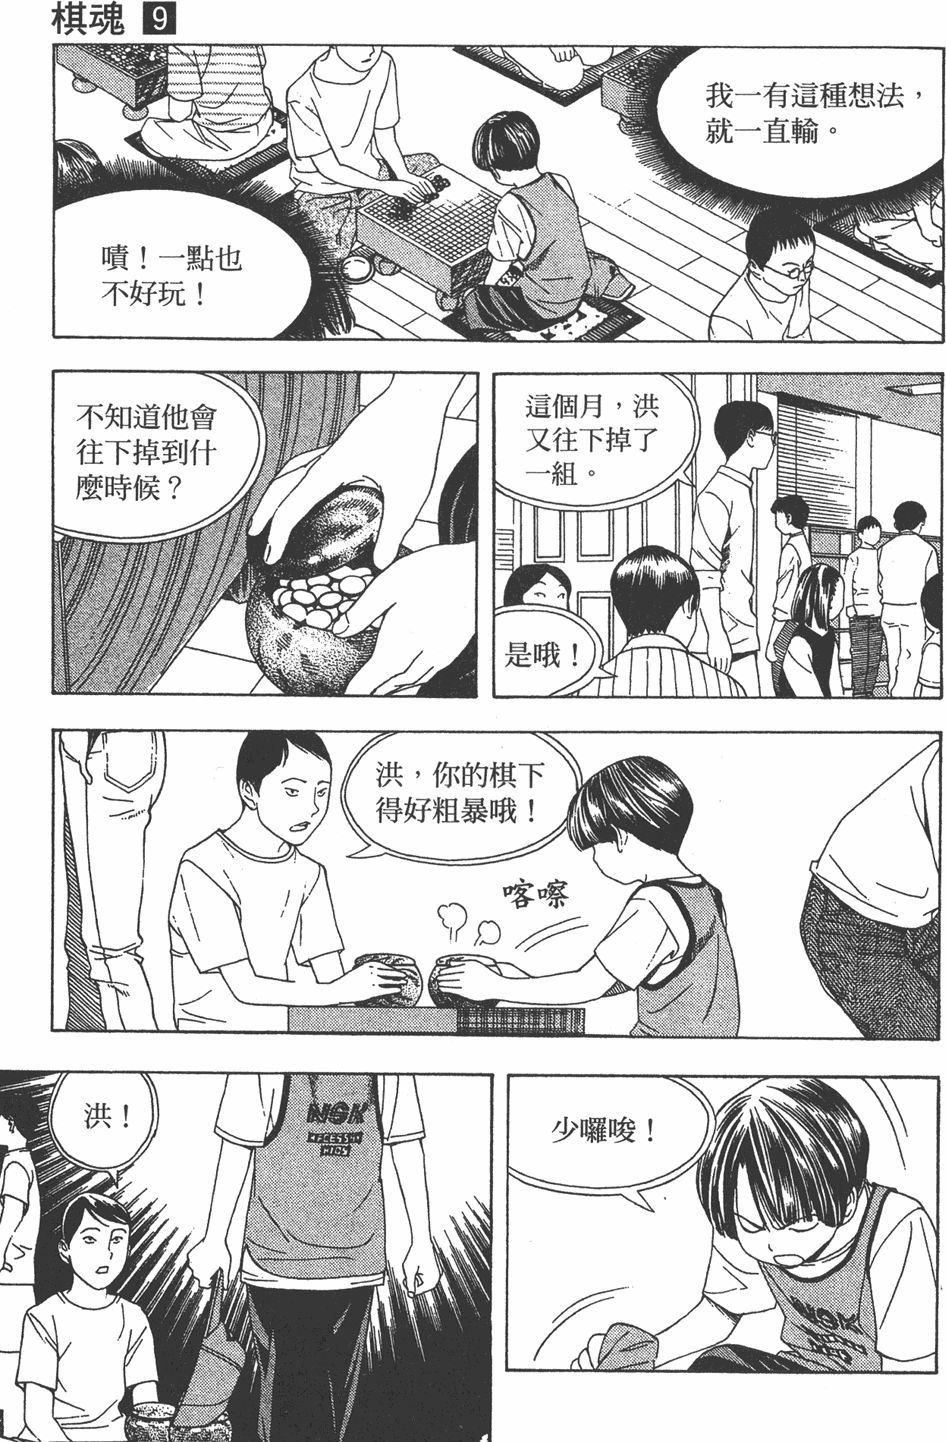 棋魂 9
我一有這種想法，
就一直輸。
嘖！一點也
不好玩！
這個月，洪
又往下掉了
一組。
是哦！
不知道他會
往下掉到什
麼時候？
洪，你的棋下
得好粗暴哦！
喀嚓
少囉唆！
洪！